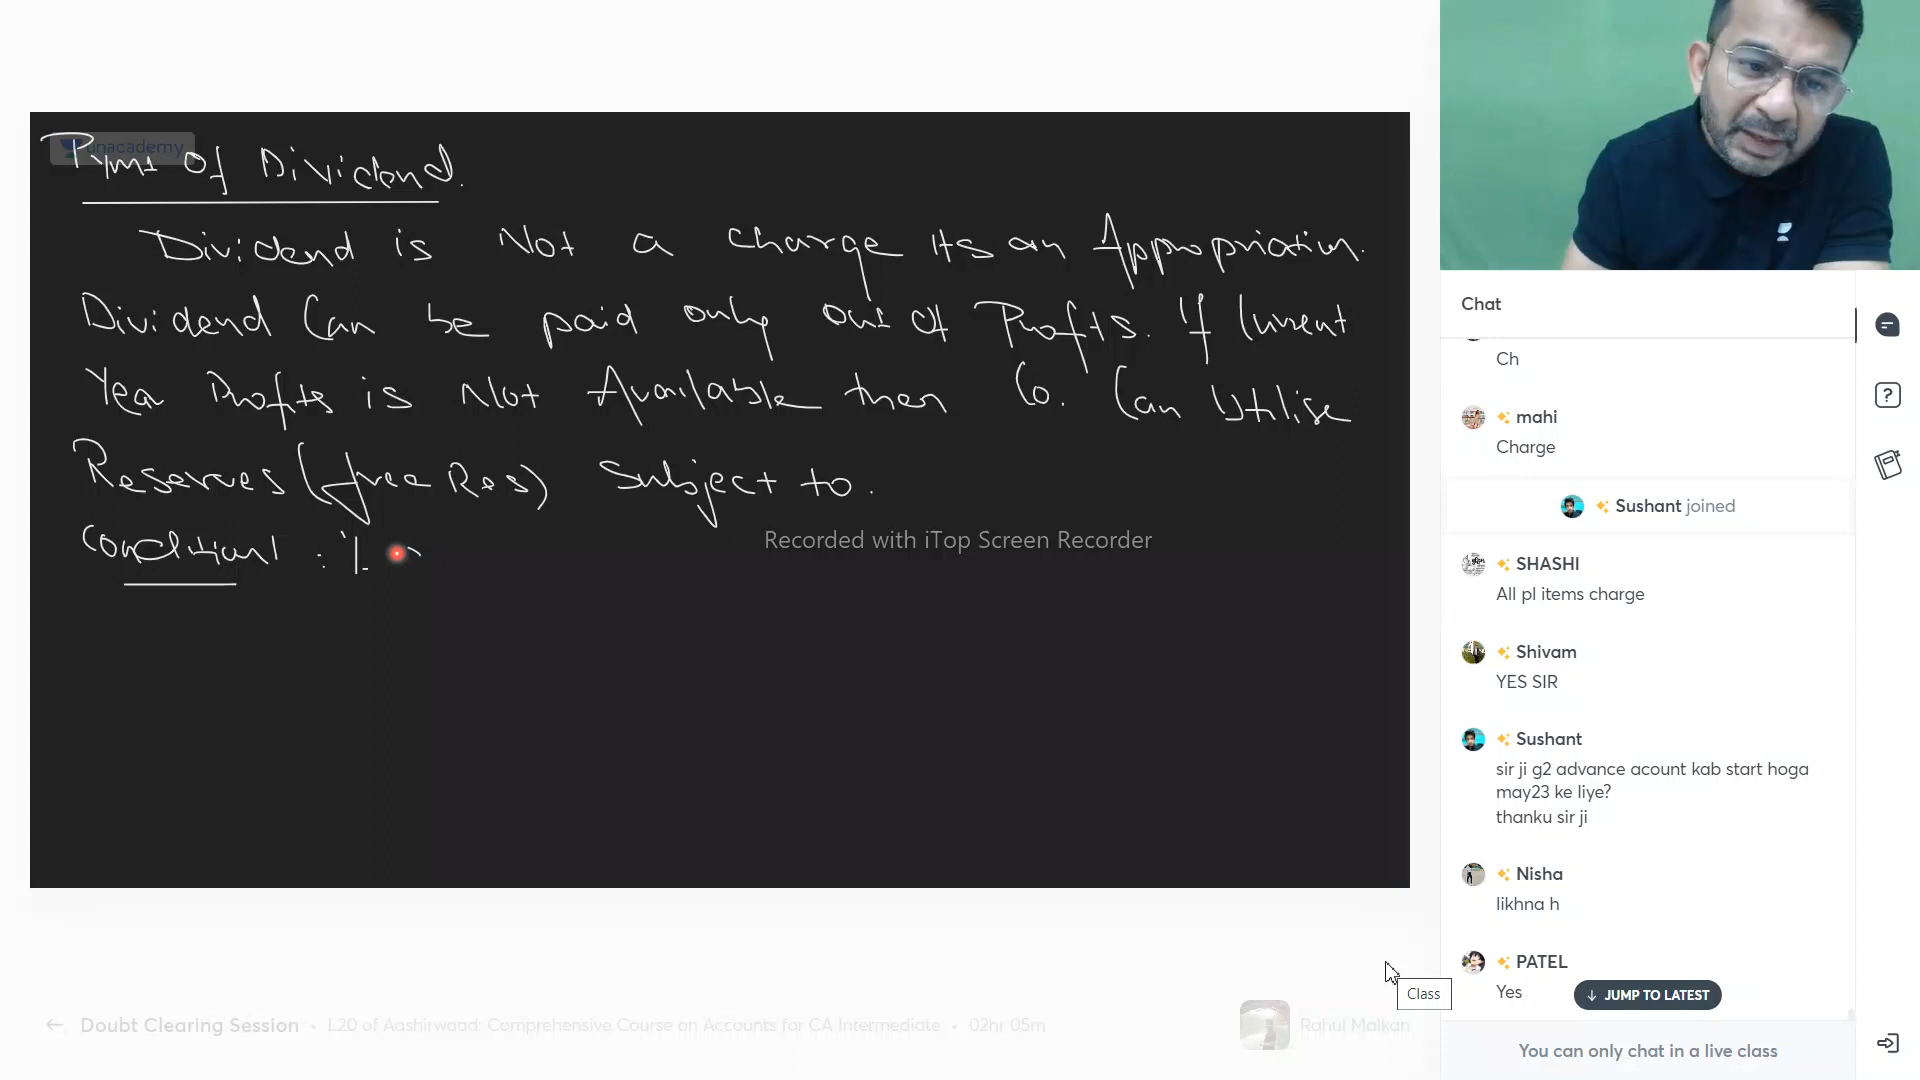 unacademy
Pymt Of Dividend.
Dividend is Not a charge its an Appropriation.
Dividend Can be paid only out Of Profits. If Current
Year Profits is Not Available then Co. Can Utilise
Reserves (free Res) Subject to.
Condition 1 : %
Recorded with iTop Screen Recorder
Class
← Doubt Clearing Session • L20 of Aashirwaad: Comprehensive Course on Accounts for CA Intermediate • 02hr 05m
Rahul Malkan
Chat
Ch
mahi
Charge
Sushant joined
SHASHI
All pl items charge
Shivam
YES SIR
Sushant
sir ji g2 advance acount kab start hoga
may23 ke liye?
thanku sir ji
Nisha
likhna h
PATEL
Yes
↓ JUMP TO LATEST
You can only chat in a live class
?